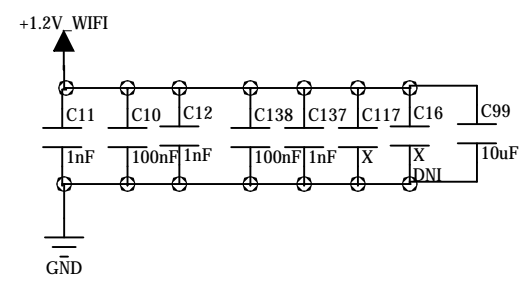 +1.2V_WIFI
C11 C10 C12 C138 C137 C117 C16 C99
1nF 100nF 1nF 100nF 1nF X X 10uF
DNI
GND